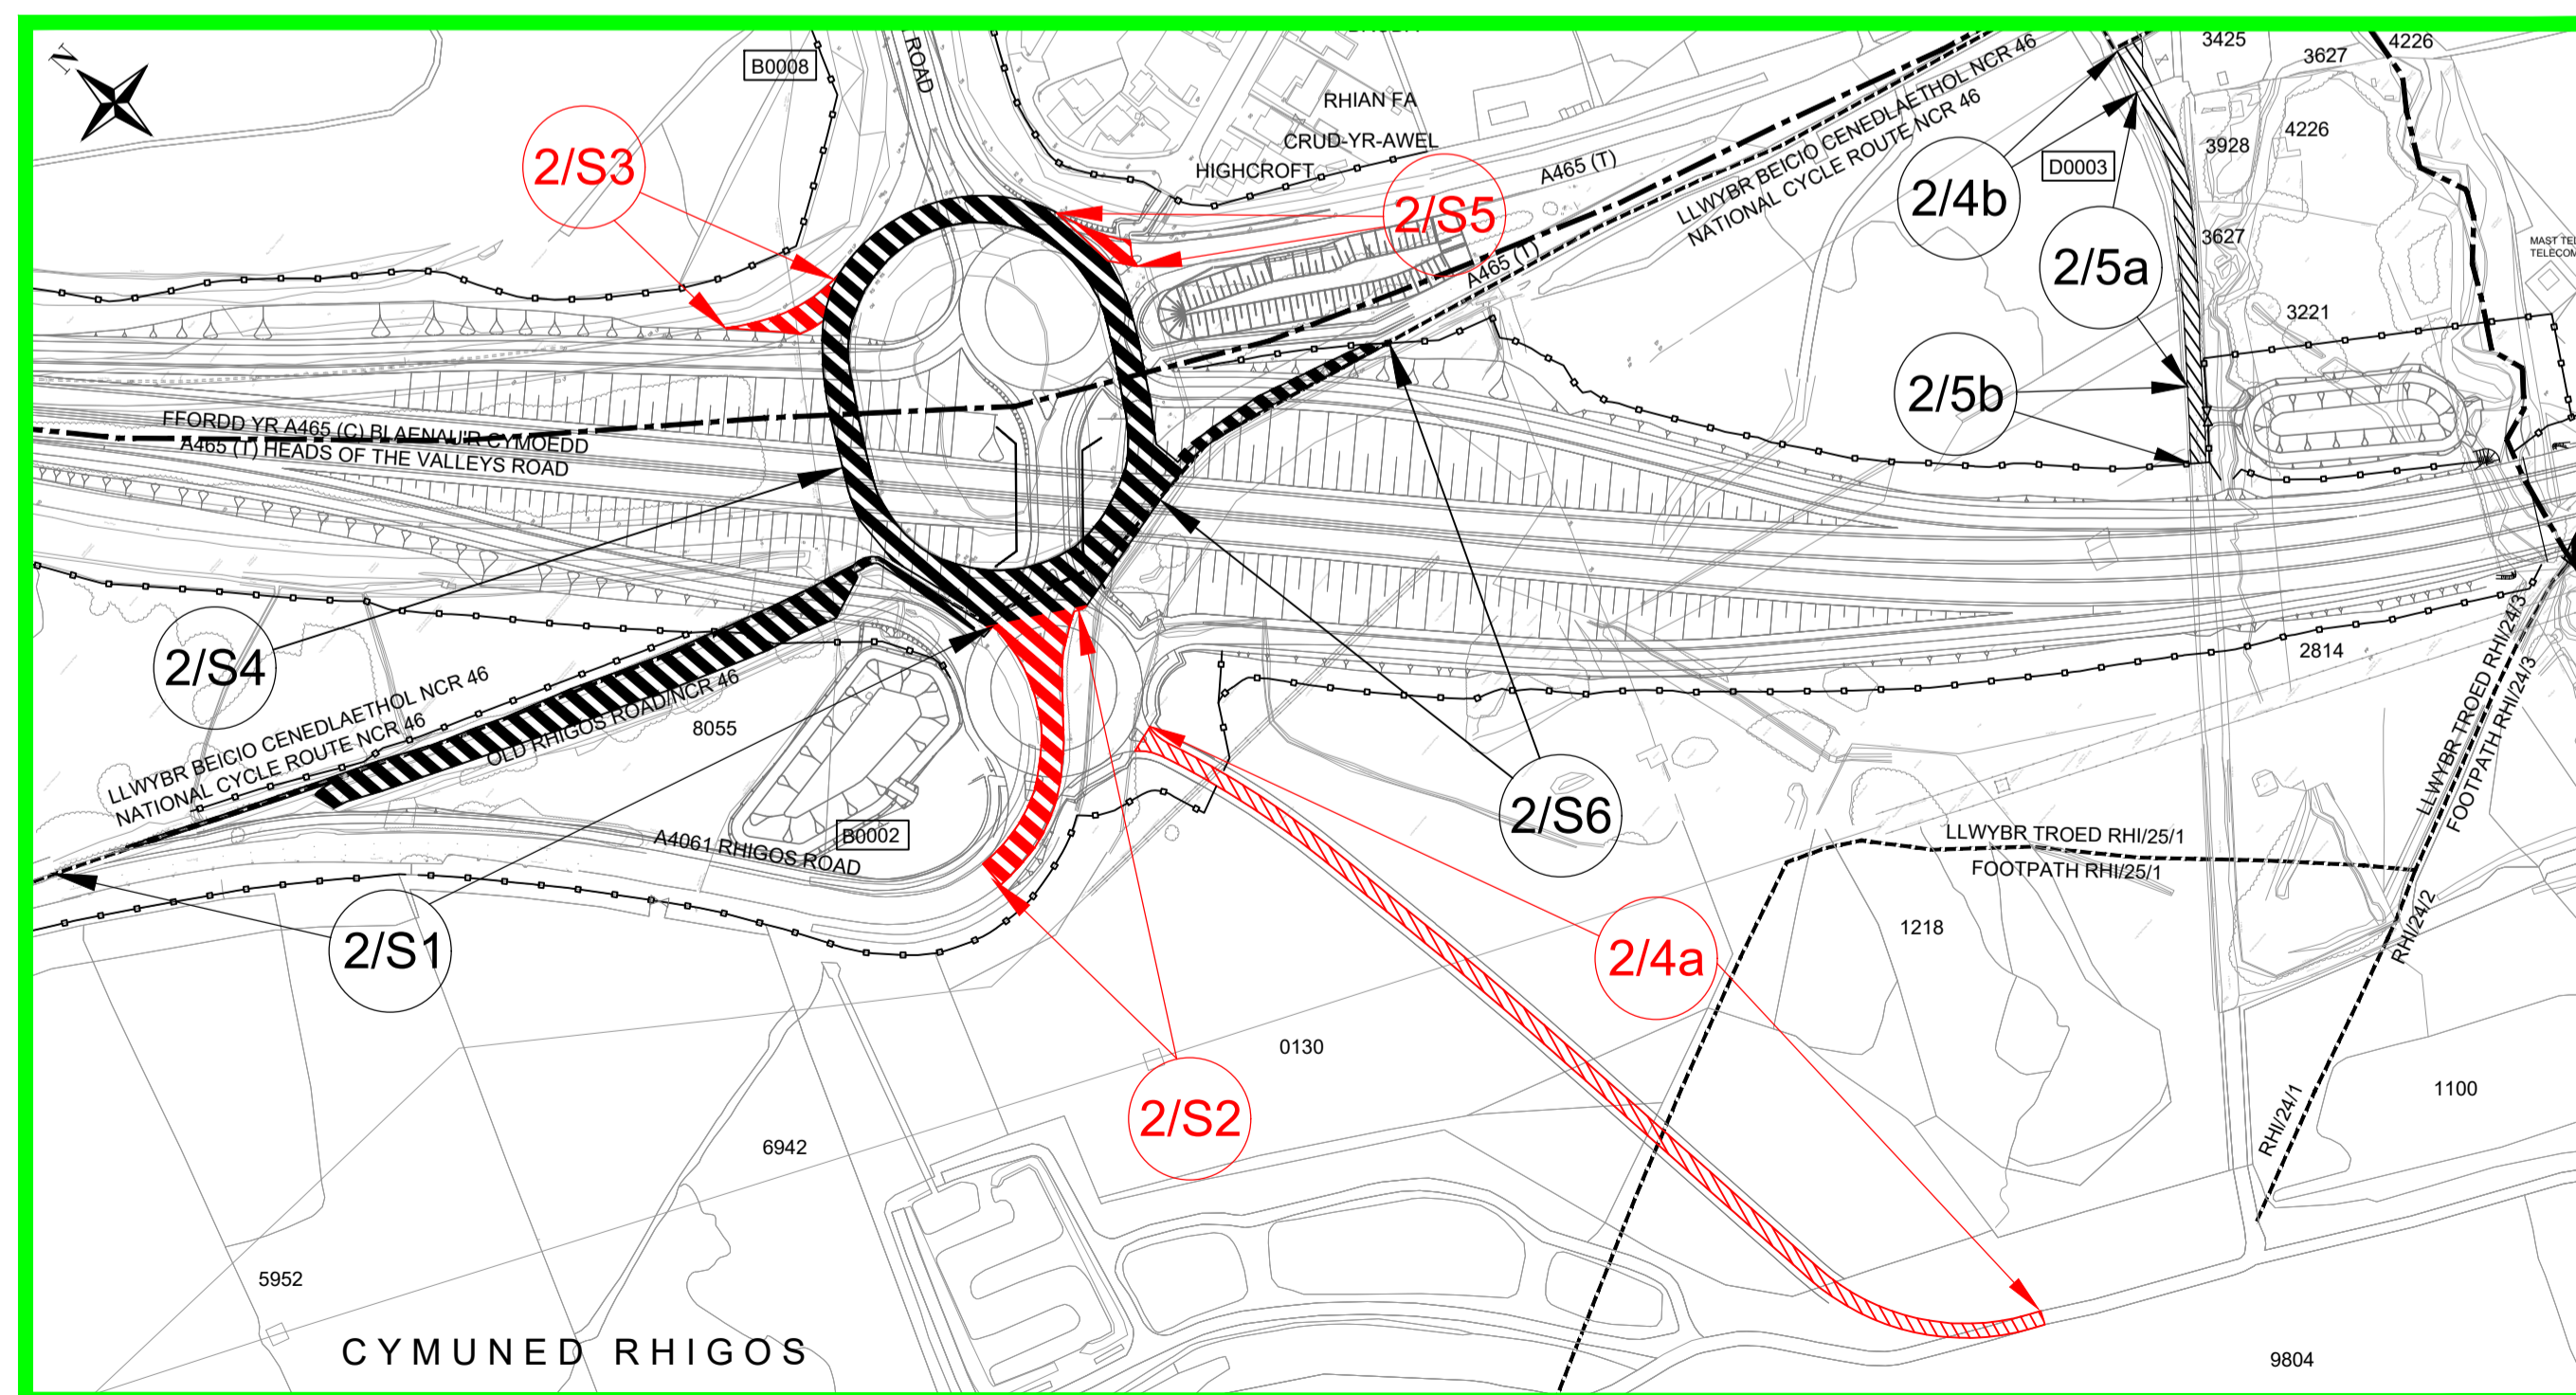 N
B0008
ROAD
RHIAN FA
CRUD-YR-AWEL
HIGHCROFT
A465 (T)
LLWYBR BEICIO CENEDLAETHOL NCR 46
NATIONAL CYCLE ROUTE NCR 46
A465 (T)
3425
3627
4226
3928
4226
D0003
3627
3221
MAST
2/S3
2/S5
2/4b
2/5a
2/5b
FFORDD YR A465 (C) BLAENAU'R CYMOEDD
A465 (T) HEADS OF THE VALLEYS ROAD
2/S4
LLWYBR BEICIO CENEDLAETHOL NCR 46
NATIONAL CYCLE ROUTE NCR 46
OLD RHIGOS ROAD/NCR 46
8055
B0002
A4061 RHIGOS ROAD
2/S1
2/S6
2814
LLWYBR TROED RHI/24/3
FOOTPATH RHI/24/3
LLWYBR TROED RHI/25/1
FOOTPATH RHI/25/1
RHI/24/2
1218
2/4a
2/S2
0130
6942
1100
RHI/24/1
5952
CYMUNED RHIGOS
9804